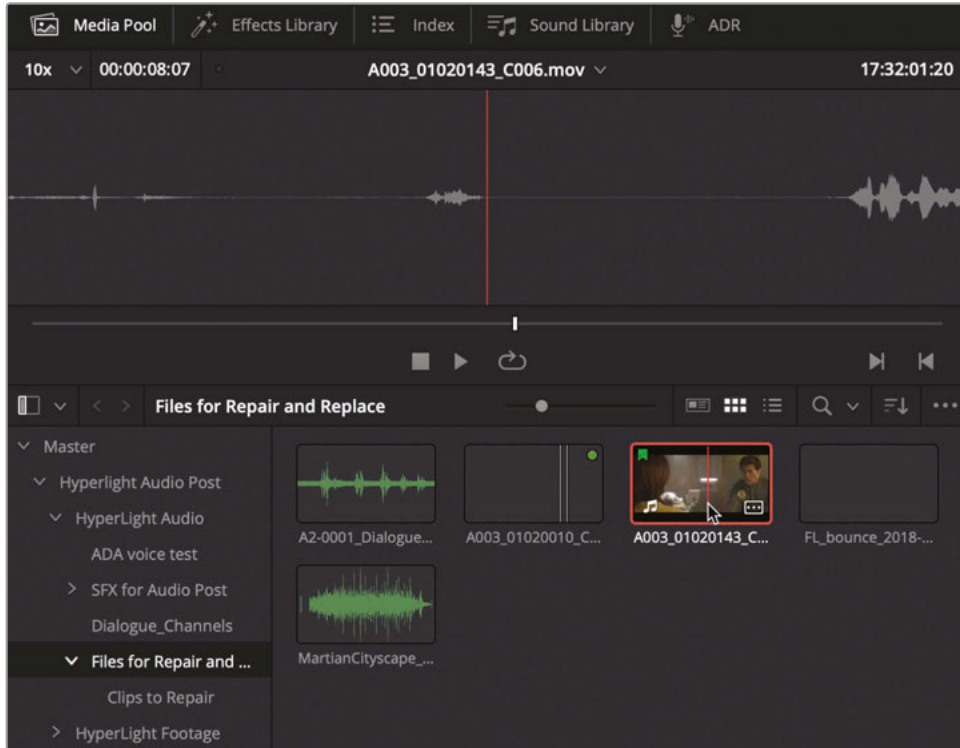 Media Pool Effects Library Index Sound Library ADR
10x 00:00:08:07 A003_01020143_C006.mov 17:32:01:20
Files for Repair and Replace
Master
Hyperlight Audio Post
HyperLight Audio
ADA voice test
SFX for Audio Post
Dialogue_Channels
Files for Repair and ...
Clips to Repair
HyperLight Footage
A2-0001_Dialogue... A003_01020010_C... A003_01020143_C... FL_bounce_2018-...
MartianCityscape_...